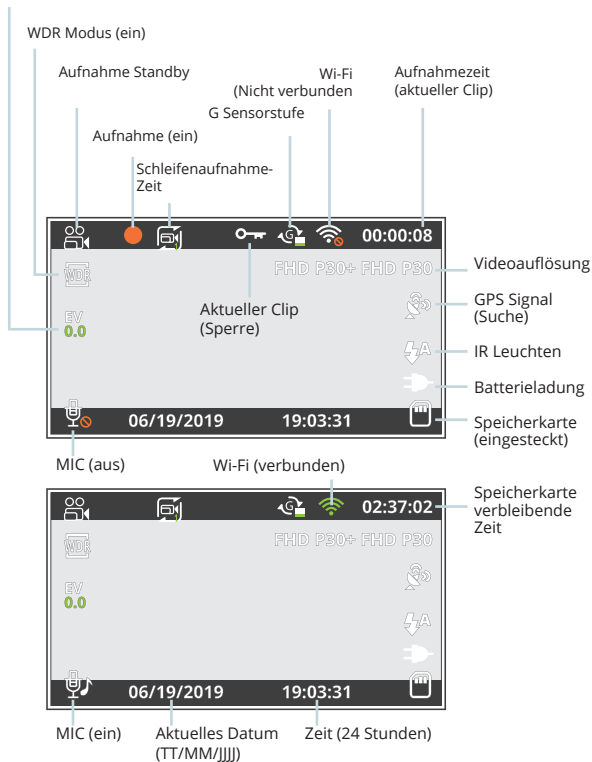 WDR Modus (ein)
Aufnahme Standby
Wi-Fi
(Nicht verbunden
Aufnahmezeit
(aktueller Clip)
G Sensorstufe
Aufnahme (ein)
Schleifenaufnahme-
Zeit
00:00:08
WDR
FHD P30+ FHD P30
Videoauflösung
EV
0.0
Aktueller Clip
(Sperre)
GPS Signal
(Suche)
A
IR Leuchten
Batterieladung
06/19/2019
19:03:31
Speicherkarte
(eingesteckt)
MIC (aus)
Wi-Fi (verbunden)
G
02:37:02
Speicherkarte
verbleibende
Zeit
WDR
FHD P30+ FHD P30
EV
0.0
A
06/19/2019
19:03:31
MIC (ein)
Aktuelles Datum
(TT/MM/JJJJ)
Zeit (24 Stunden)